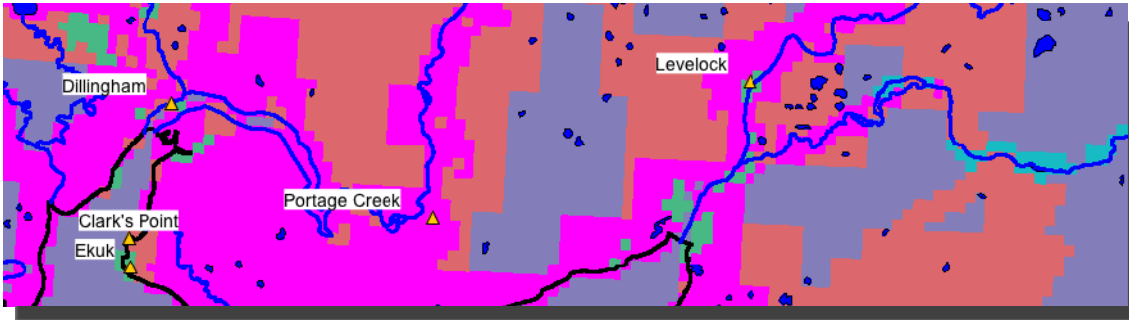 Levelock
Dillingham
Portage Creek
Clark's Point
Ekuk